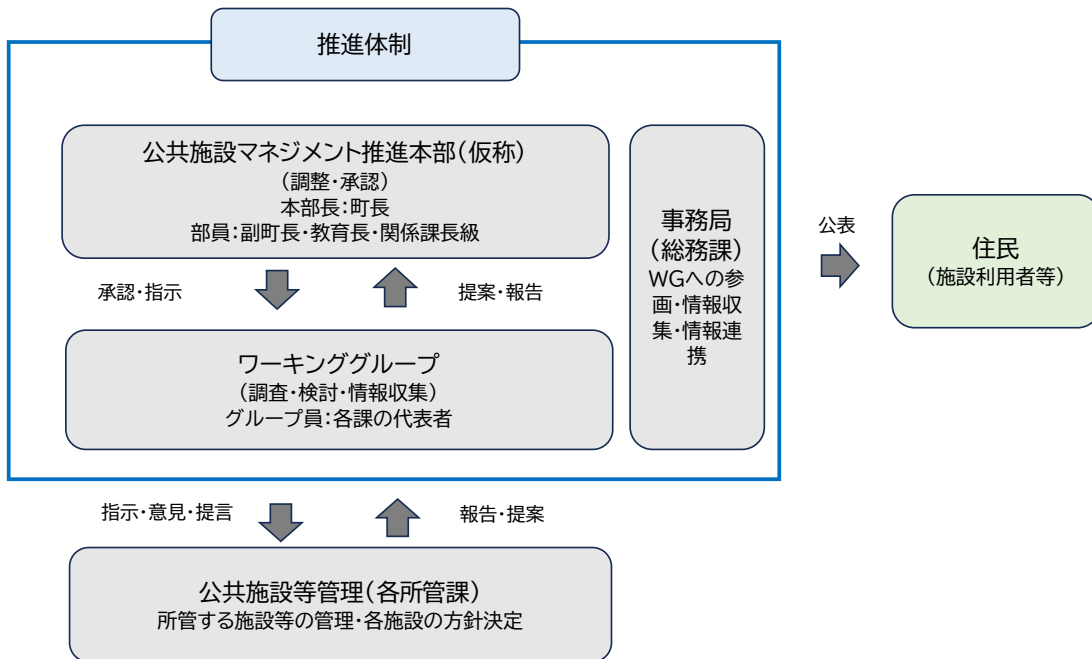 推進体制
公共施設マネジメント推進本部(仮称)
(調整・承認)
本部長:町長
部員:副町長・教育長・関係課長級
承認・指示
提案・報告
ワーキンググループ
(調査・検討・情報収集)
グループ員:各課の代表者
事務局
(総務課)
WGへの参
画・情報収
集・情報連
携
公表
住民
(施設利用者等)
指示・意見・提言
報告・提案
公共施設等管理(各所管課)
所管する施設等の管理・各施設の方針決定